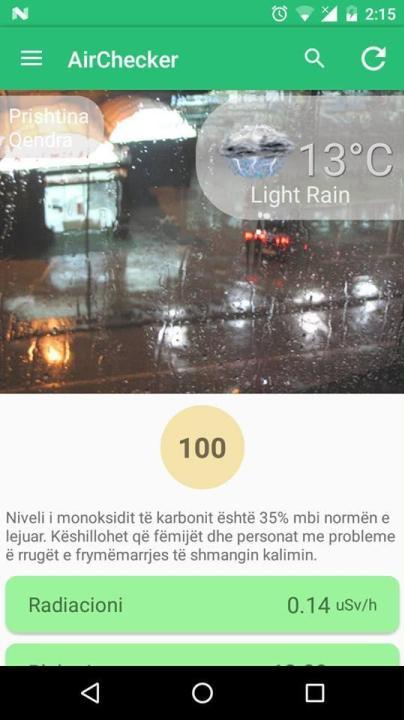 2:15
AirChecker
Prishtina
Qendra
13°C
Light Rain
100
Niveli i monoksidit të karbonit është 35% mbi normën e
lejuar. Këshillohet që fëmijët dhe personat me probleme
ë rrugët e frymëmarrjes të shmangin kalimin.
Radiacioni 0.14 uSv/h